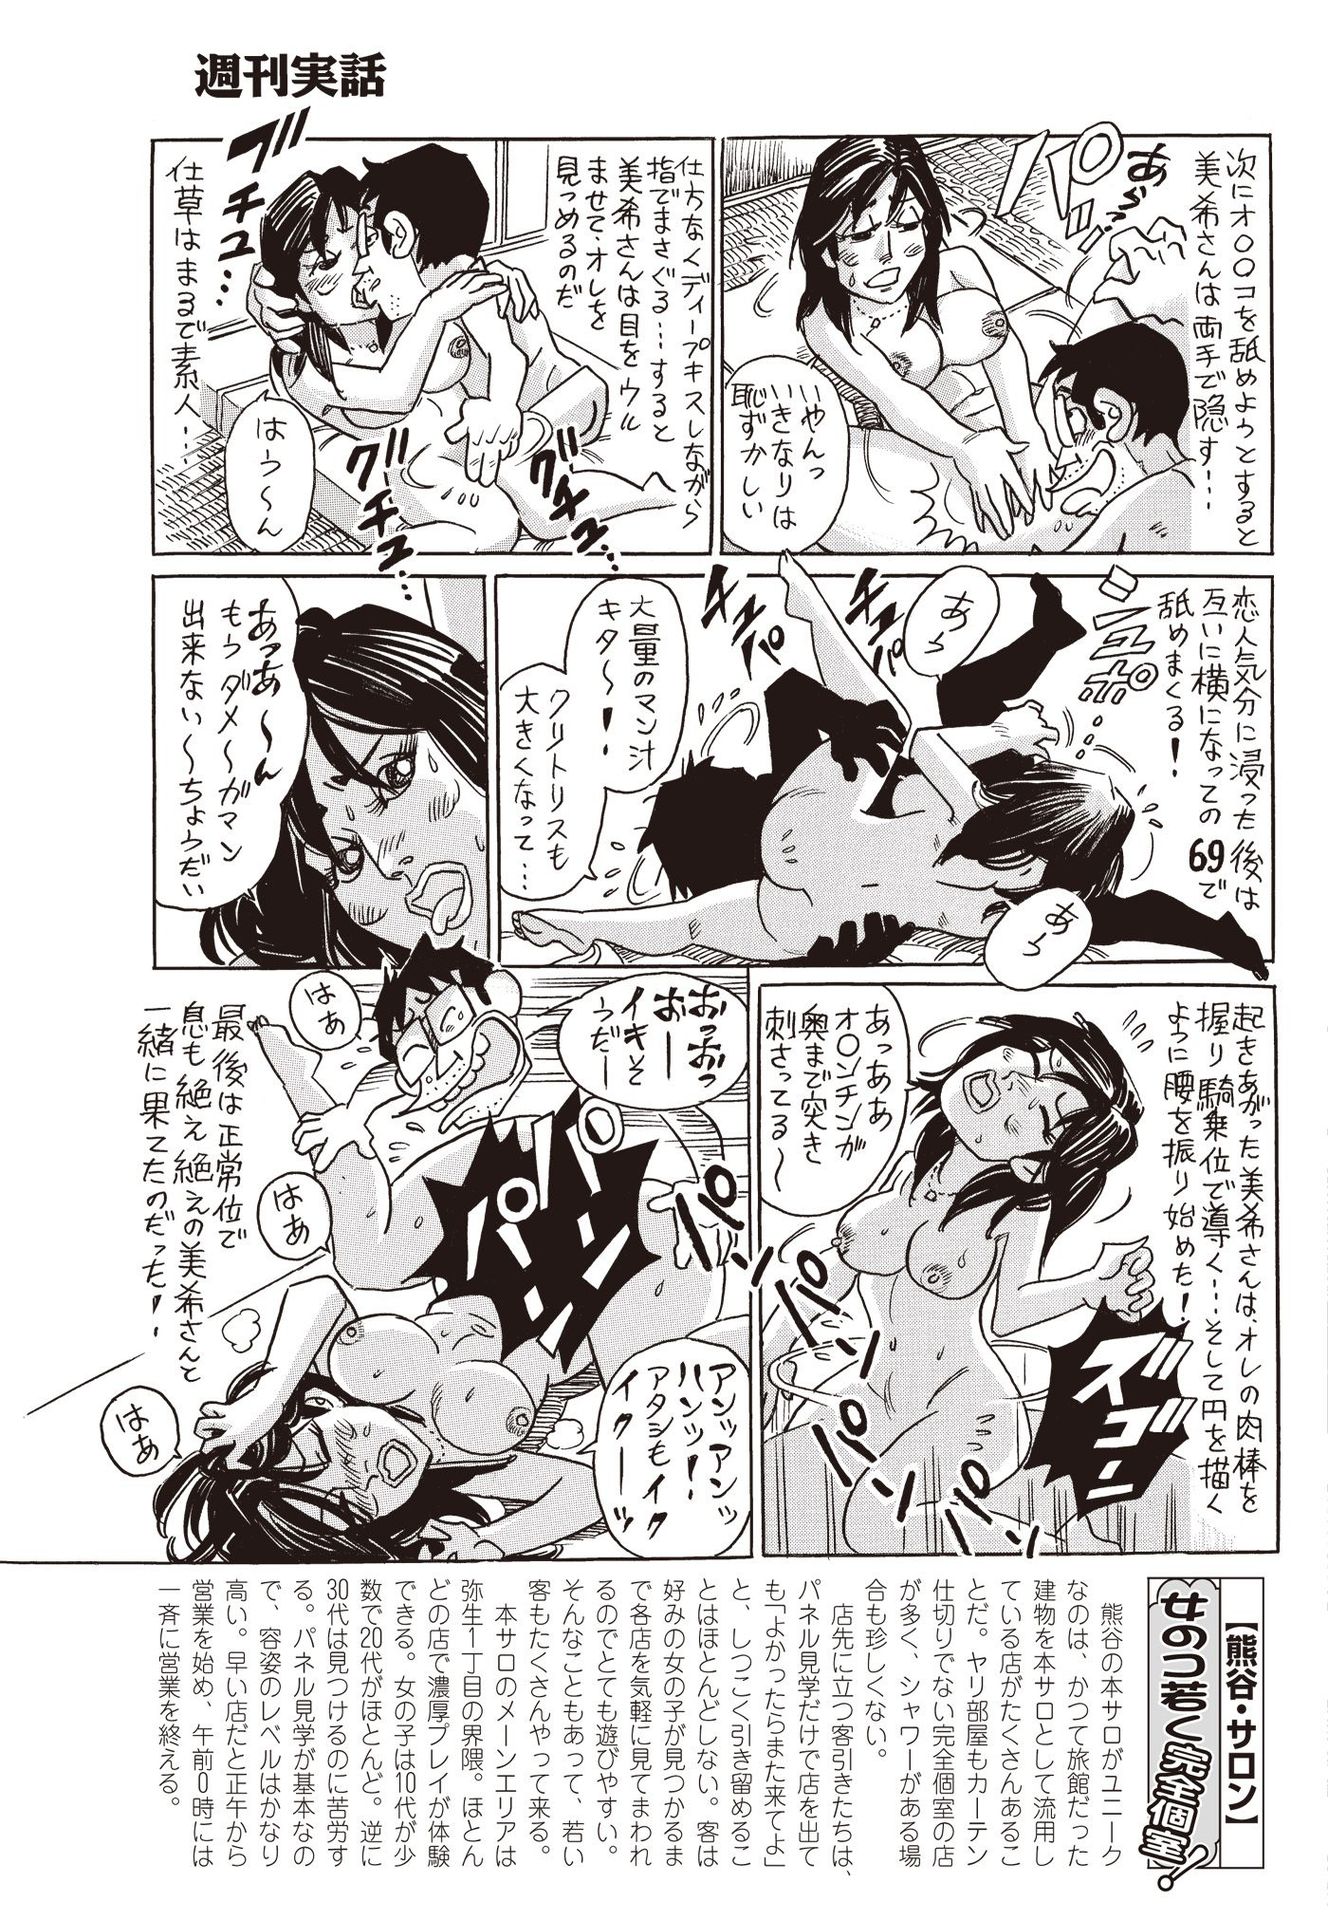 週刊実話
次にオ〇〇コを舐めようとすると
美希さんは両手で隠す！…
パッ
あらっ…
いやんっ
いきなりは
恥ずかしい
仕方なくディープキスしながら
指でまさぐる…すると
美希さんは目をウル
ませて、オレを
見つめるのだ
仕草はまるで素人…
ブチュ…
はう〜ん
グチュ…
グチュ…
恋人気分に浸った後は
互いに横になっての69で
舐めまくる！
あぅ
あぅ
チュパ
チュパ
大量のマン汁
キタ〜！
クリトリスも
大きくなって…
あっあ〜ん
もうダメ〜ガマン
出来ない〜ちょうだい
起きあがった美希さんは、オレの肉棒を
握り騎乗位で導く…そして円を描く
ように腰を振り始めた！
あっああ
オ〇ンチンが
奥まで突き
刺さってる〜
ズコーン
パンパン
パンパン
おっおっ
おー
イキそ
うだー
パンパン
パンパン
はぁ
はぁ
はぁ
アンッアンッ
ハンッ！
アタシもイク
イクーッ
最後は正常位で
息も絶え絶えの美希さんと
一緒に果てたのだった！
【熊谷・サロン】
女のコ若く完全個室！
熊谷の本サロがユニーク
なのは、かつて旅館だった
建物を本サロとして流用し
ている店がたくさんあるこ
とだ。ヤリ部屋もカーテン
仕切りでない完全個室の店
が多く、シャワーがある場
合も珍しくない。
店先に立つ客引きたちは、
パネル見学だけで店を出て
も「よかったらまた来てよ」
と、しつこく引き留めるこ
とはほとんどしない。客は
好みの女の子が見つかるま
で各店を気軽に見てまわれ
るのでとても遊びやすい。
そんなこともあって、若い
客もたくさんやって来る。
本サロのメーンエリアは
弥生1丁目の界隈。ほとん
どの店で濃厚プレイが体験
できる。女の子は10代が少
数で20代がほとんど。逆に
30代は見つけるのに苦労す
る。パネル見学が基本なの
で、容姿のレベルはかなり
高い。早い店だと正午から
営業を始め、午前0時には
一斉に営業を終える。